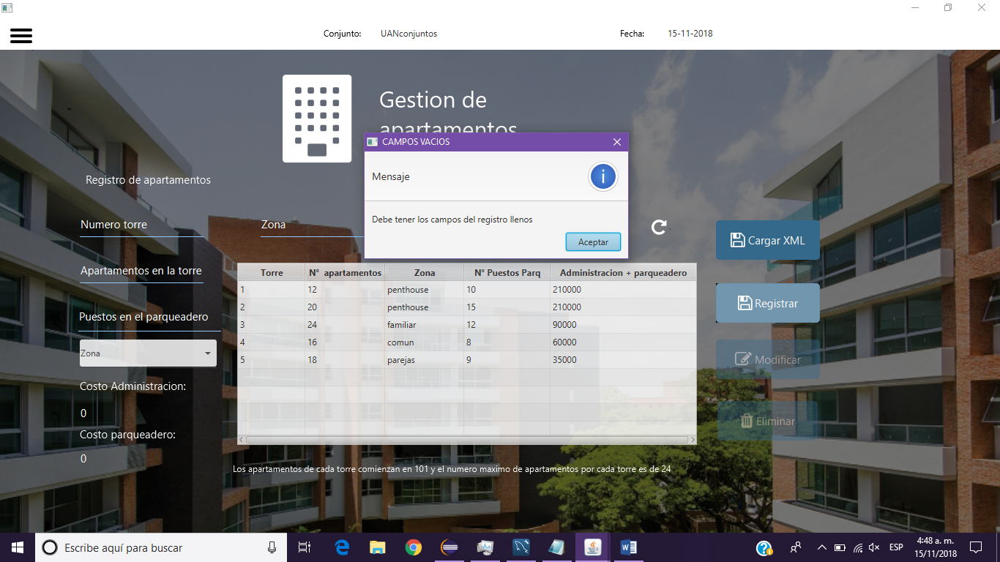 Conjunto: UANconjuntos Fecha: 15-11-2018
Gestion de
apartamentos
CAMPOS VACIOS
Mensaje
Debe tener los campos del registro llenos
Aceptar
Registro de apartamentos
Numero torre
Zona
Apartamentos en la torre
Puestos en el parqueadero
Zona
Costo Administracion:
0
Costo parqueadero:
0
Cargar XML
Registrar
Modificar
Eliminar
Torre N° apartamentos Zona N° Puestos Parq Administracion + parqueadero
1 12 penthouse 10 210000
2 20 penthouse 15 210000
3 24 familiar 12 90000
4 16 comun 8 60000
5 18 parejas 9 35000
Los apartamentos de cada torre comienzan en 101 y el numero maximo de apartamentos por cada torre es de 24
Escribe aquí para buscar
ESP
4:48 a. m.
15/11/2018